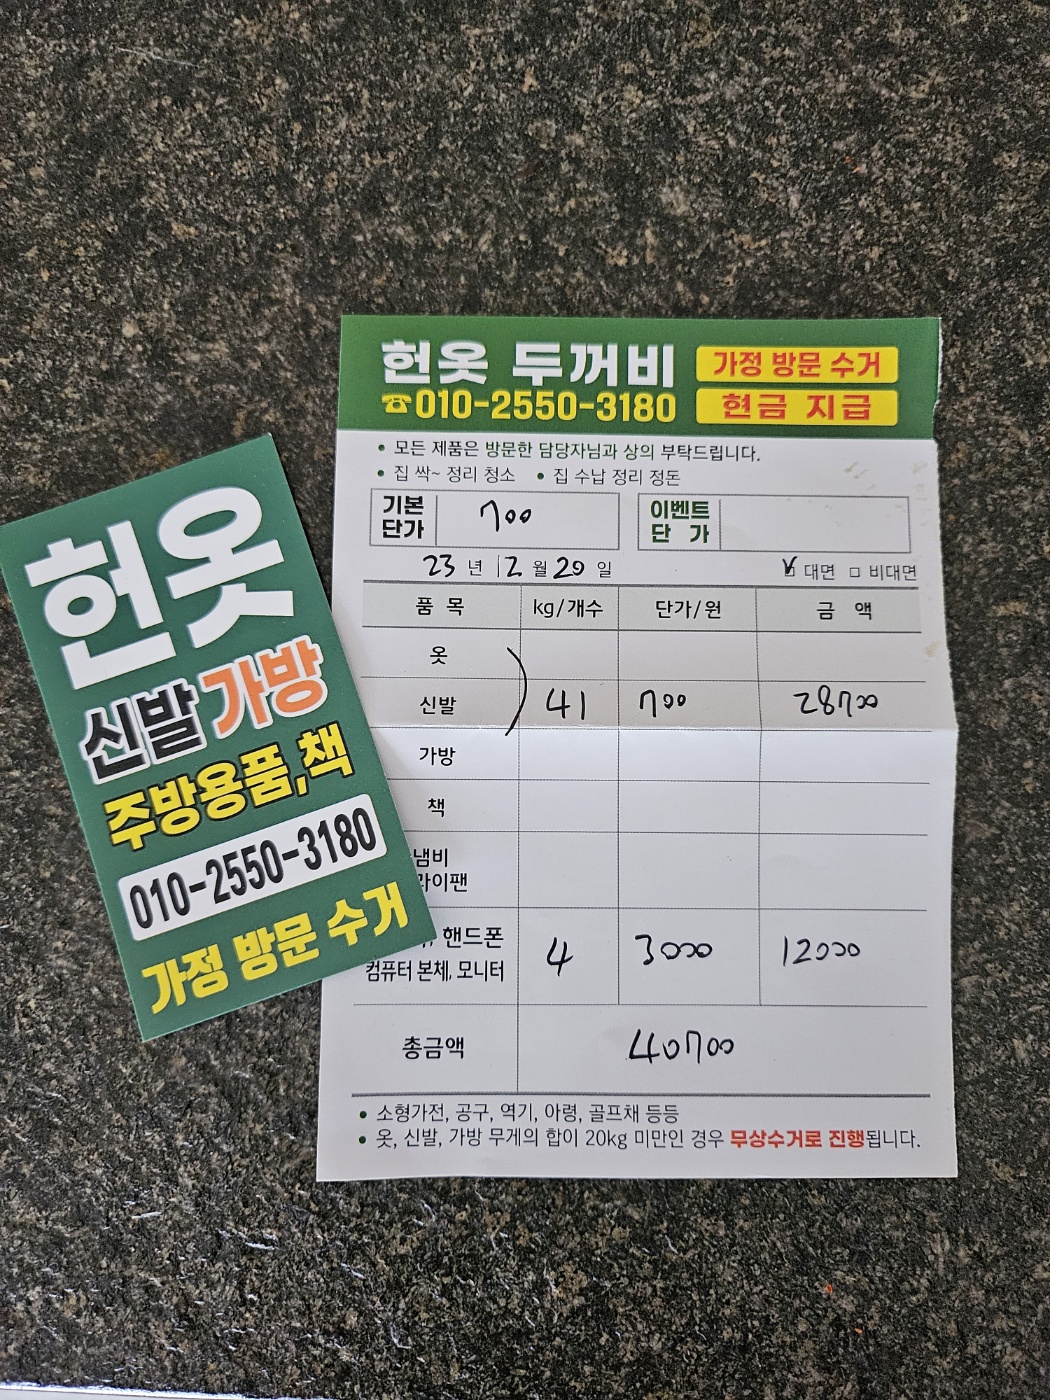 헌옷 두꺼비
☎010-2550-3180
가정 방문 수거
현금 지급
• 모든 제품은 방문한 담당자님과 상의 부탁드립니다.
• 집 싹~ 정리 청소 • 집 수납 정리 정돈
기본 단가 700
이벤트 단 가
23 년 12 월 20 일 ☑ 대면 □ 비대면
품 목 kg/개수 단가/원 금 액
옷
신발 41 700 28700
가방
책
냄비
라이팬
핸드폰
컴퓨터 본체, 모니터 4 3000 12000
총금액 40700
• 소형가전, 공구, 역기, 아령, 골프채 등등
• 옷, 신발, 가방 무게의 합이 20kg 미만인 경우 무상수거로 진행됩니다.
헌옷
신발 가방
주방용품,책
010-2550-3180
가정 방문 수거